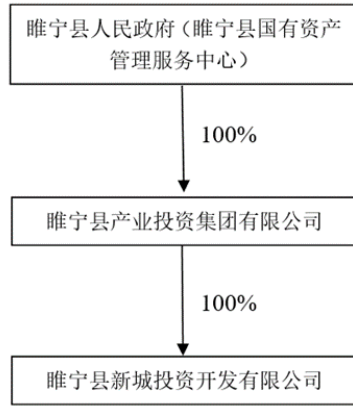 睢宁县人民政府（睢宁县国有资产
管理服务中心）
100%
睢宁县产业投资集团有限公司
100%
睢宁县新城投资开发有限公司